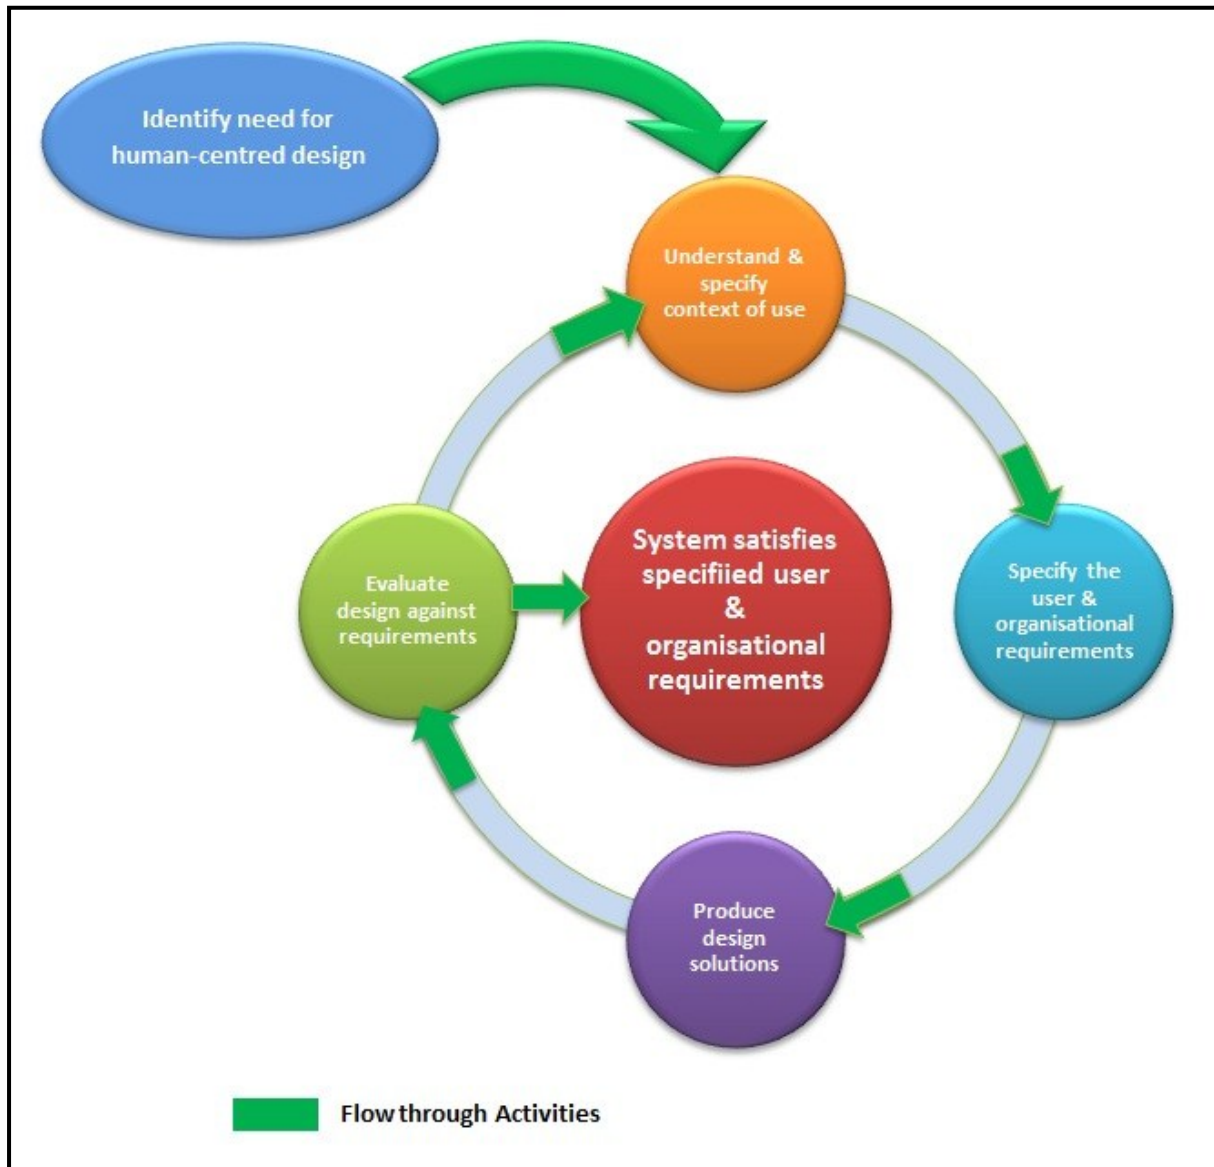 Identify need for
human-centred design
Understand &
specify
context of use
Specify the
user &
organisational
requirements
Produce
design
solutions
Evaluate
design against
requirements
System satisfies
specifiied user
&
organisational
requirements
Flow through Activities